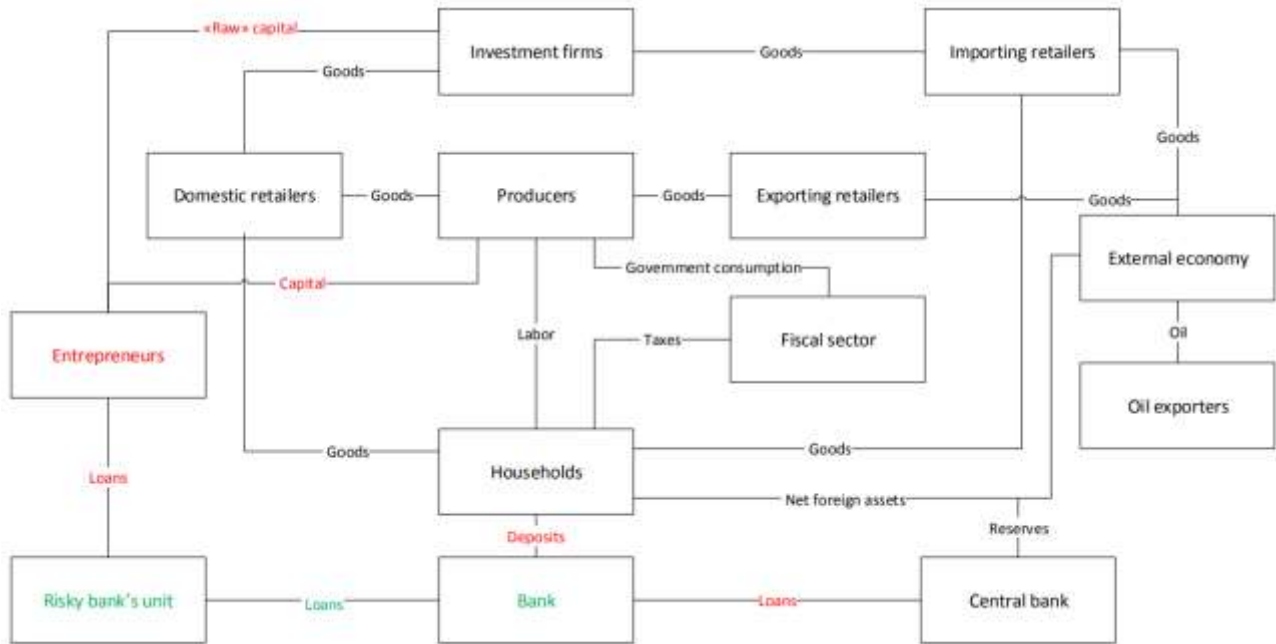 «Raw» capital
Investment firms
Goods
Importing retailers
Goods
Goods
Domestic retailers
Goods
Producers
Goods
Exporting retailers
Goods
External economy
Government consumption
Capital
Labor
Taxes
Fiscal sector
Oil
Entrepreneurs
Oil exporters
Goods
Households
Goods
Loans
Net foreign assets
Reserves
Deposits
Risky bank's unit
Loans
Bank
Loans
Central bank